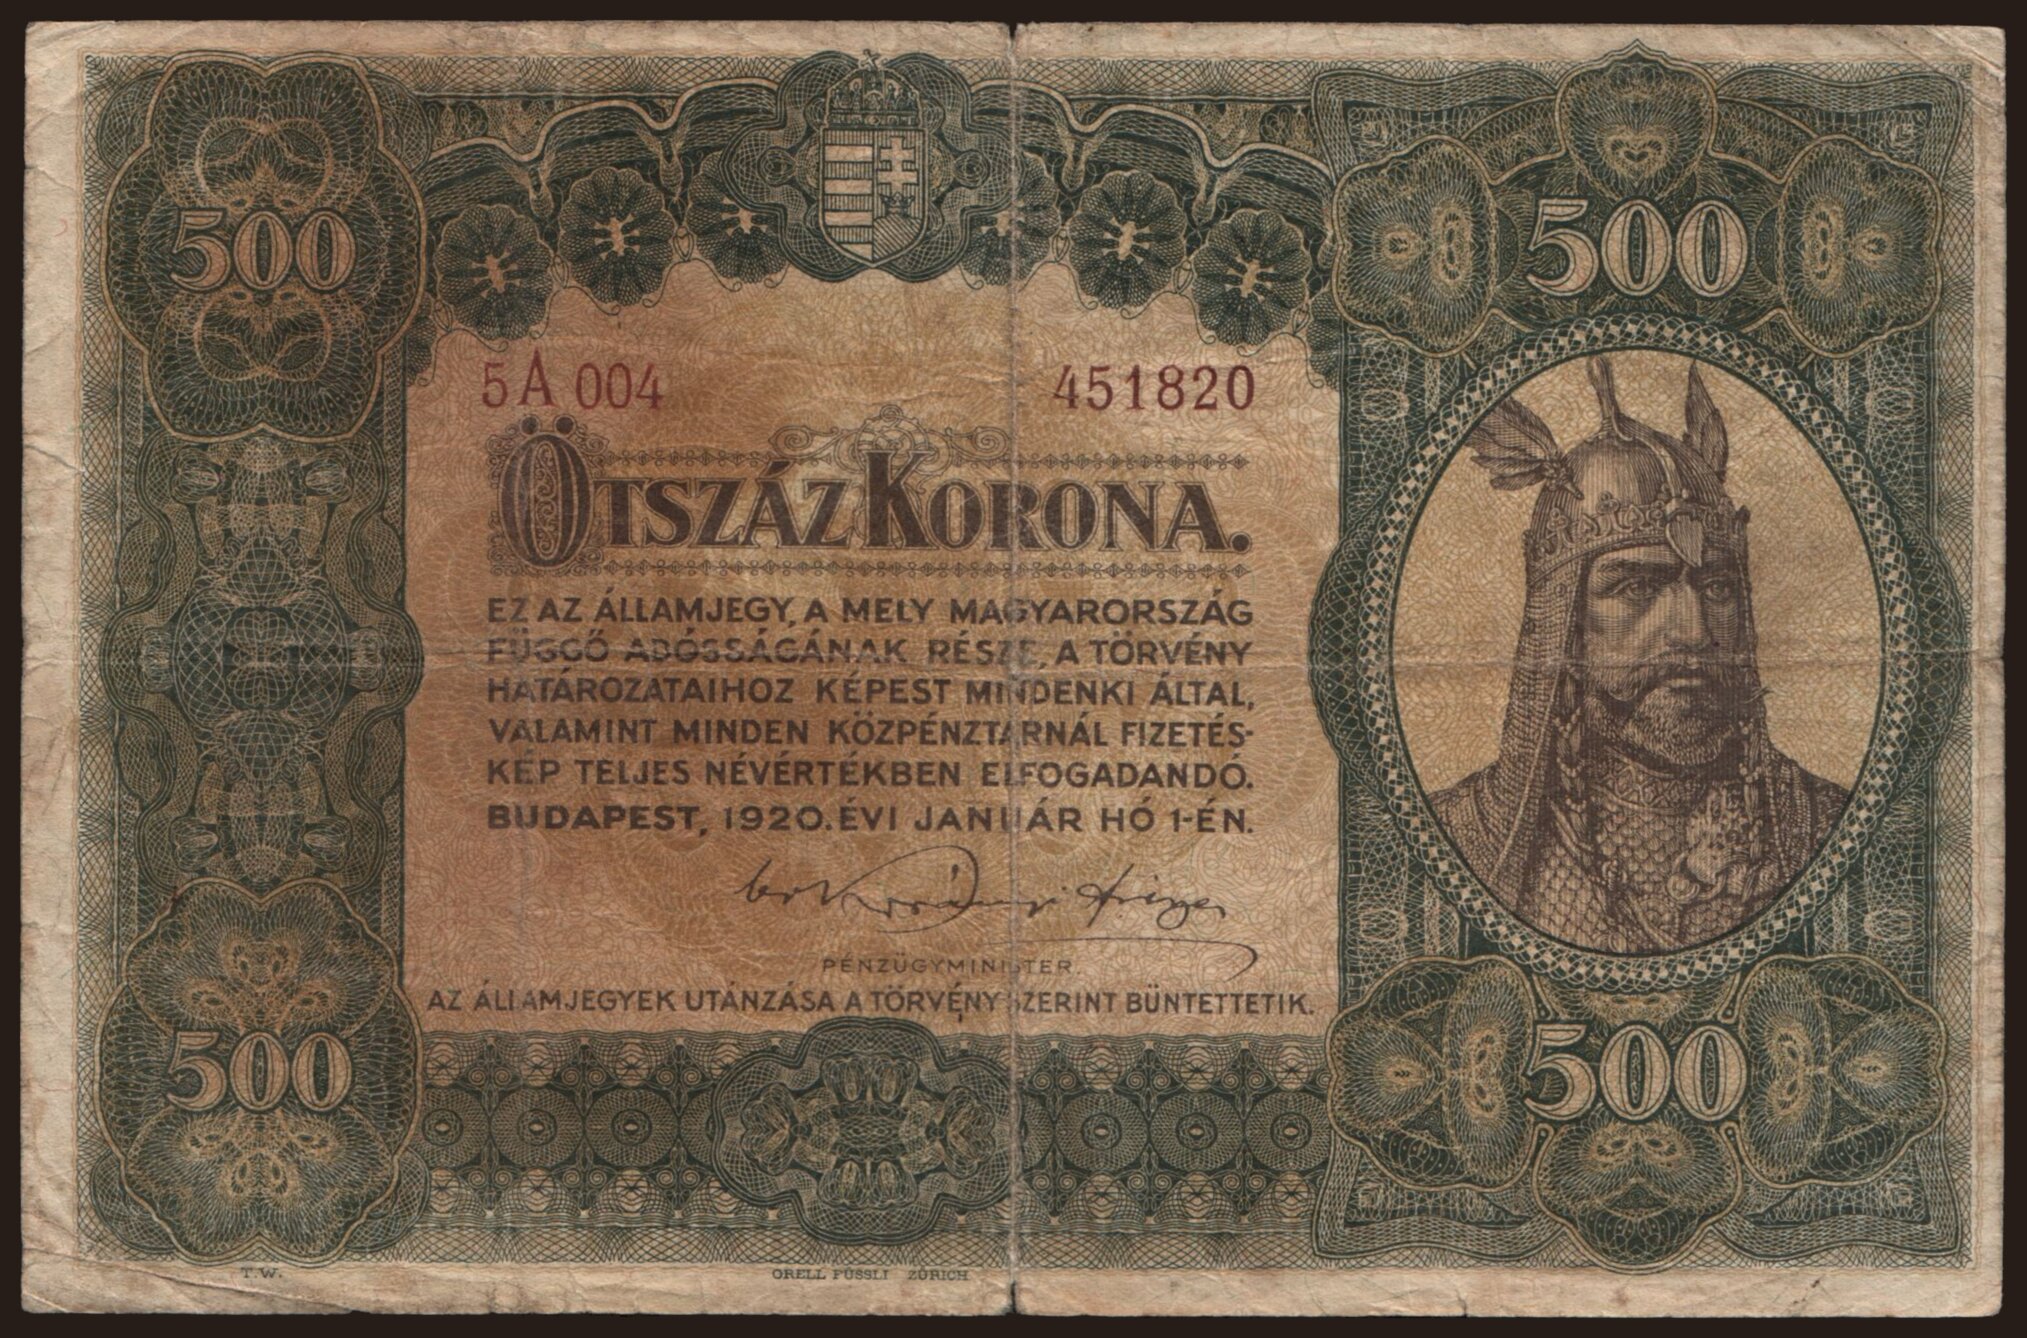 500
500
5A 004
451820
ÖTSZÁZ KORONA.
EZ AZ ÁLLAMJEGY, A MELY MAGYARORSZÁG
FÜGGŐ ADÓSSÁGÁNAK RÉSZE, A TÖRVÉNY
HATÁROZATAIHOZ KÉPEST MINDENKI ÁLTAL,
VALAMINT MINDEN KÖZPÉNZTÁRNÁL FIZETÉS-
KÉP TELJES NÉVÉRTÉKBEN ELFOGADANDÓ.
BUDAPEST, 1920. ÉVI JANUÁR HÓ 1-ÉN.
PÉNZÜGYMINISTER.
AZ ÁLLAMJEGYEK UTÁNZÁSA A TÖRVÉNY SZERINT BÜNTETTETIK.
500
500
T.W.
ORELL FÜSSLI ZÜRICH